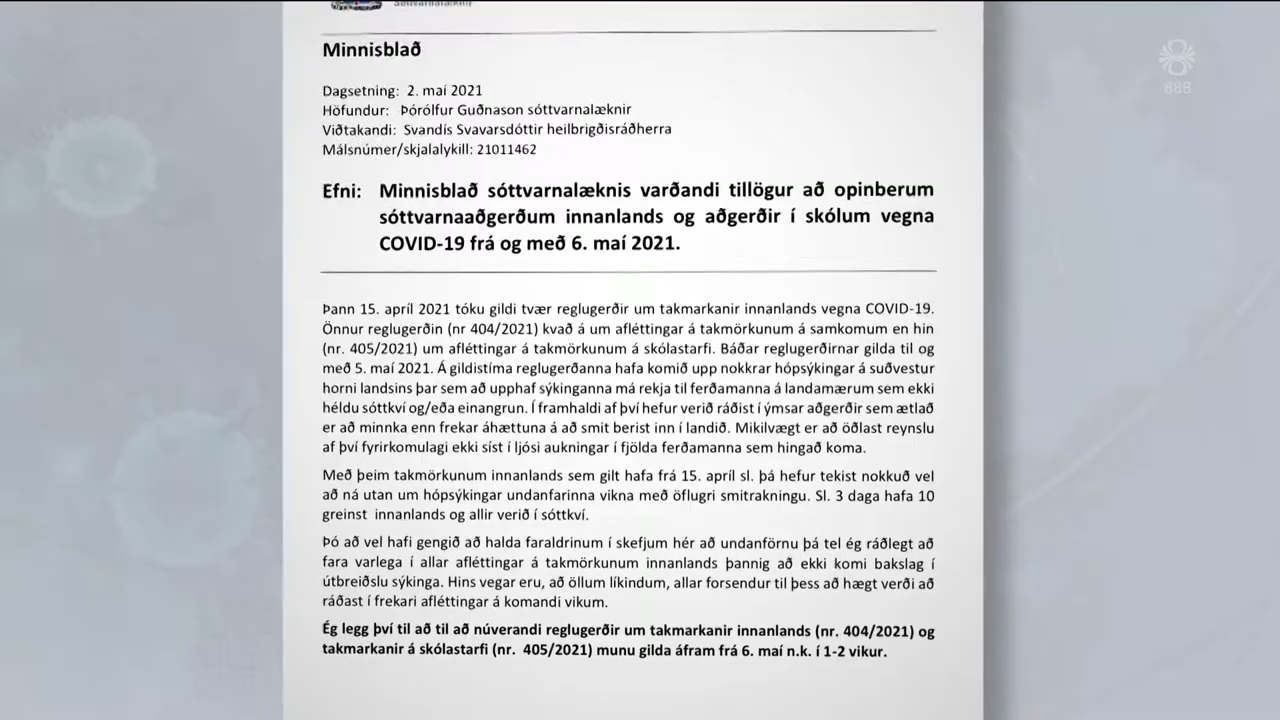 Sóttvarnalæknir
Minnisblað
888
Dagsetning: 2. maí 2021
Höfundur: Þórólfur Guðnason sóttvarnalæknir
Viðtakandi: Svandís Svavarsdóttir heilbrigðisráðherra
Málsnúmer/skjalalykill: 21011462
Efni: Minnisblað sóttvarnalæknis varðandi tillögur að opinberum
sóttvarnaaðgerðum innanlands og aðgerðir í skólum vegna
COVID-19 frá og með 6. maí 2021.
Þann 15. apríl 2021 tóku gildi tvær reglugerðir um takmarkanir innanlands vegna COVID-19.
Önnur reglugerðin (nr 404/2021) kvað á um afléttingar á takmörkunum á samkomum en hin
(nr. 405/2021) um afléttingar á takmörkunum á skólastarfi. Báðar reglugerðirnar gilda til og
með 5. maí 2021. Á gildistíma reglugerðanna hafa komið upp nokkrar hópsýkingar á suðvestur
horni landsins þar sem að upphaf sýkinganna má rekja til ferðamanna á landamærum sem ekki
héldu sóttkví og/eða einangrun. Í framhaldi af því hefur verið ráðist í ýmsar aðgerðir sem ætlað
er að minnka enn frekar áhættuna á að smit berist inn í landið. Mikilvægt er að öðlast reynslu
af því fyrirkomulagi ekki síst í ljósi aukningar í fjölda ferðamanna sem hingað koma.
Með þeim takmörkunum innanlands sem gilt hafa frá 15. apríl sl. þá hefur tekist nokkuð vel
að ná utan um hópsýkingar undanfarinna vikna með öflugri smitrakningu. Sl. 3 daga hafa 10
greinst innanlands og allir verið í sóttkví.
Þó að vel hafi gengið að halda faraldrinum í skefjum hér að undanförnu þá tel ég ráðlegt að
fara varlega í allar afléttingar á takmörkunum innanlands þannig að ekki komi bakslag í
útbreiðslu sýkinga. Hins vegar eru, að öllum líkindum, allar forsendur til þess að hægt verði að
ráðast í frekari afléttingar á komandi vikum.
Ég legg því til að til að núverandi reglugerðir um takmarkanir innanlands (nr. 404/2021) og
takmarkanir á skólastarfi (nr. 405/2021) munu gilda áfram frá 6. maí n.k. í 1-2 vikur.